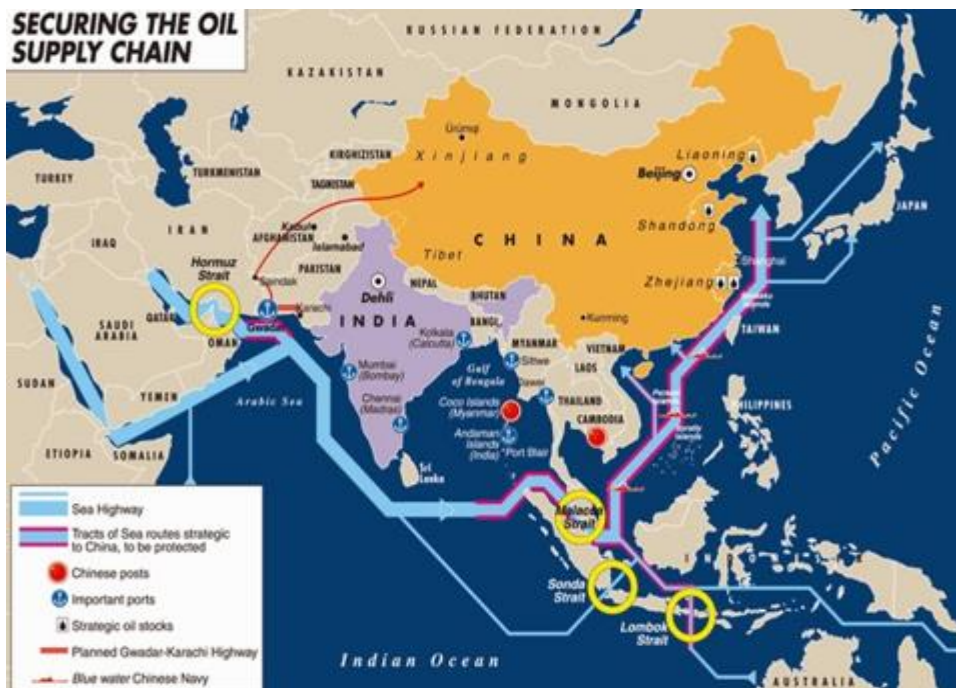 SECURING THE OIL
SUPPLY CHAIN
RUSSIAN FEDERATION
KAZAKISTAN
MONGOLIA
Ürümqi
Xinjiang
KIRGHIZISTAN
Liaoning
TURKEY
TURKMENISTAN
TAGIKISTAN
Beijing
JAPAN
Shandong
IRAN
Kabul
AFGHANISTAN
Islamabad
CHINA
IRAQ
Tibet
Hormuz
Strait
PAKISTAN
Saindak
Shanghai
Zhejiang
NEPAL
Dehli
BHUTAN
QATAR
Karachi
Gwadar
INDIA
BANGL.
Kunming
SAUDI
ARABIA
OMAN
Kolkata
(Calcutta)
MYANMAR
VIETNAM
TAIWAN
Sittwe
LAOS
Mumbai
(Bombay)
Gulf
of Bengala
Dawei
SUDAN
YEMEN
Arabic Sea
Chennai
(Madras)
Coco Islands
(Myanmar)
THAILAND
CAMBODIA
PHILIPPINES
Pacific Ocean
Andaman
Islands
(India)
Port Blair
ETIOPIA
SOMALIA
Sri
Lanka
Malacca
Strait
INDONESIA
Sonda
Strait
Lombok
Strait
Indian Ocean
AUSTRALIA
Sea Highway
Tracts of Sea routes strategic
to China, to be protected
Chinese posts
Important ports
Strategic oil stocks
Planned Gwadar-Karachi Highway
Blue water Chinese Navy